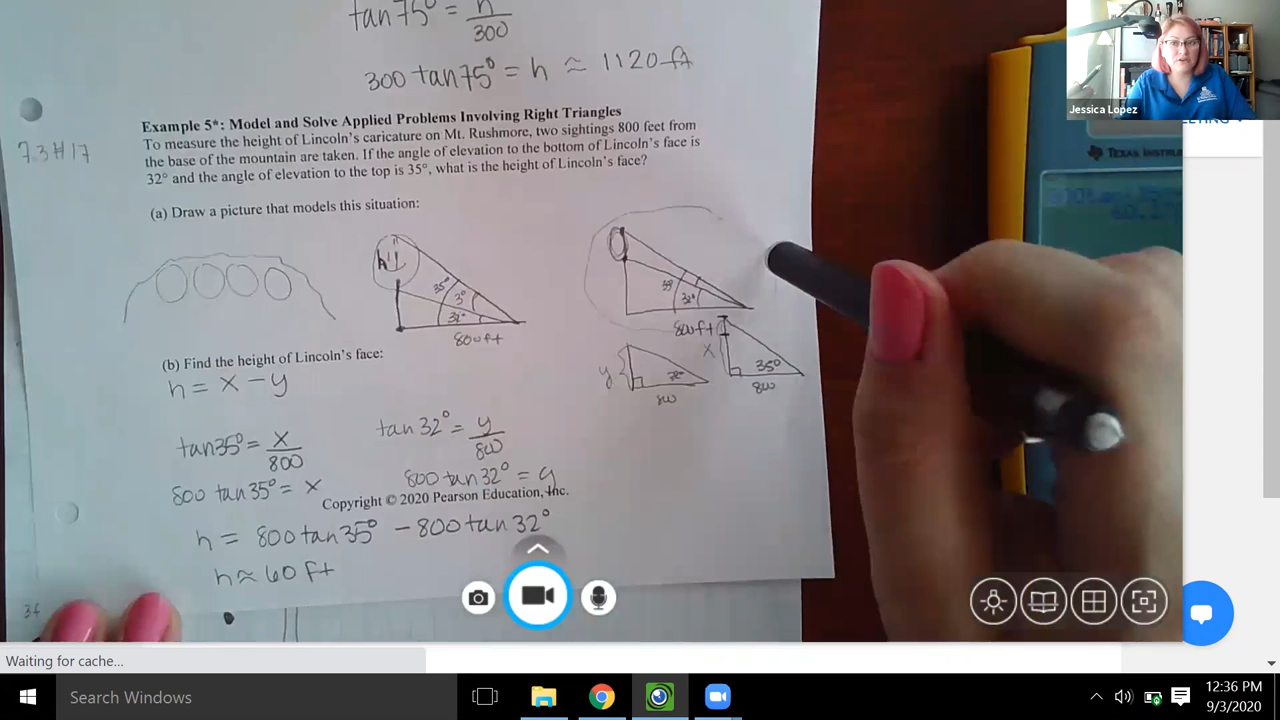 tan 75° = h/300
300 tan 75° = h ≈ 1120 ft
7.3 #17
Example 5*: Model and Solve Applied Problems Involving Right Triangles
To measure the height of Lincoln's caricature on Mt. Rushmore, two sightings 800 feet from
the base of the mountain are taken. If the angle of elevation to the bottom of Lincoln's face is
32° and the angle of elevation to the top is 35°, what is the height of Lincoln's face?
(a) Draw a picture that models this situation:
h
35°
3°
32°
800 ft
35°
32°
800 ft
x
35°
800
y
800
(b) Find the height of Lincoln's face:
h = x - y
tan 35° = x/800
tan 32° = y/800
800 tan 35° = x
800 tan 32° = y
Copyright © 2020 Pearson Education, Inc.
h = 800 tan 35° - 800 tan 32°
h ≈ 60 ft
Jessica Lopez
Waiting for cache...
Search Windows
12:36 PM
9/3/2020